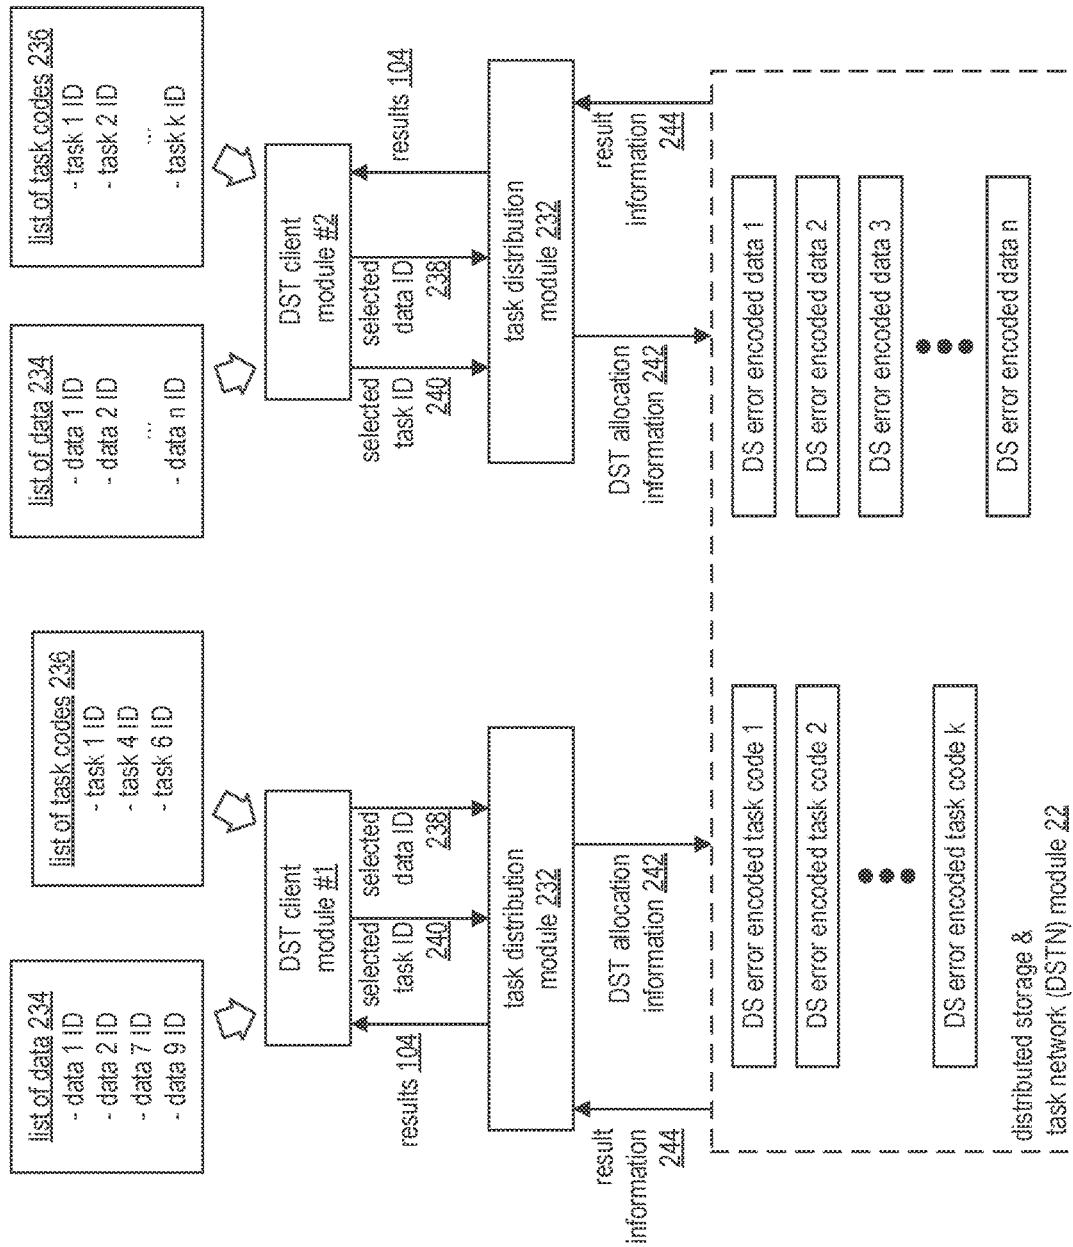 list of data 234
- data 1 ID
- data 2 ID
- data 7 ID
- data 9 ID
list of task codes 236
- task 1 ID
- task 4 ID
- task 6 ID
list of data 234
- data 1 ID
- data 2 ID
...
- data n ID
list of task codes 236
- task 1 ID
- task 2 ID
...
- task k ID
DST client
module #1
DST client
module #2
results 104
selected
task ID
240
selected
data ID
238
selected
task ID
240
selected
data ID
238
results 104
task distribution
module 232
task distribution
module 232
result
information
244
DST allocation
information 242
DST allocation
information 242
result
information
244
DS error encoded task code 1
DS error encoded task code 2
DS error encoded task code k
DS error encoded data 1
DS error encoded data 2
DS error encoded data 3
DS error encoded data n
distributed storage &
task network (DSTN) module 22